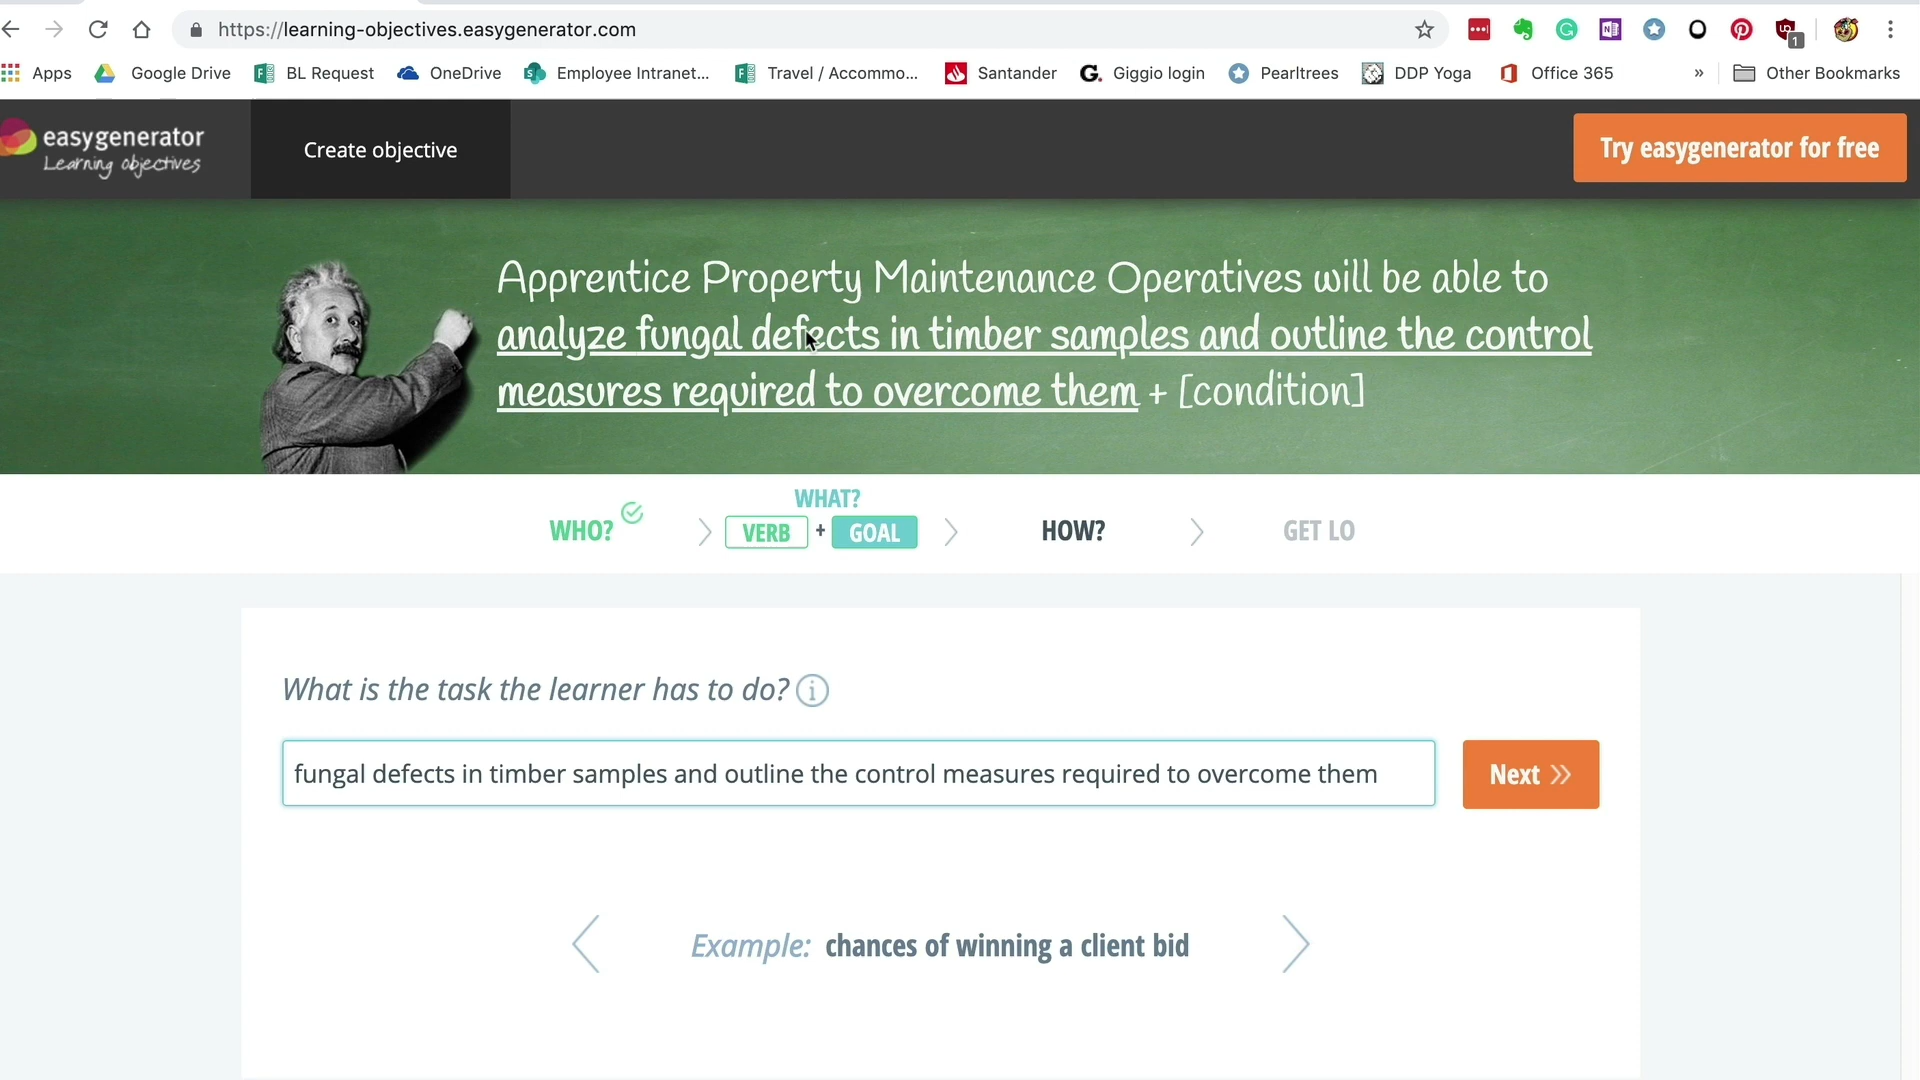 https://learning-objectives.easygenerator.com
1
Apps Google Drive BL Request OneDrive Employee Intranet... Travel / Accommo... Santander G. Giggio login Pearltrees DDP Yoga Office 365 » Other Bookmarks
easygenerator
Learning objectives
Create objective
Try easygenerator for free
Apprentice Property Maintenance Operatives will be able to
analyze fungal defects in timber samples and outline the control
measures required to overcome them + [condition]
WHAT?
WHO? VERB + GOAL HOW? GET LO
What is the task the learner has to do? i
fungal defects in timber samples and outline the control measures required to overcome them
Next »
Example: chances of winning a client bid